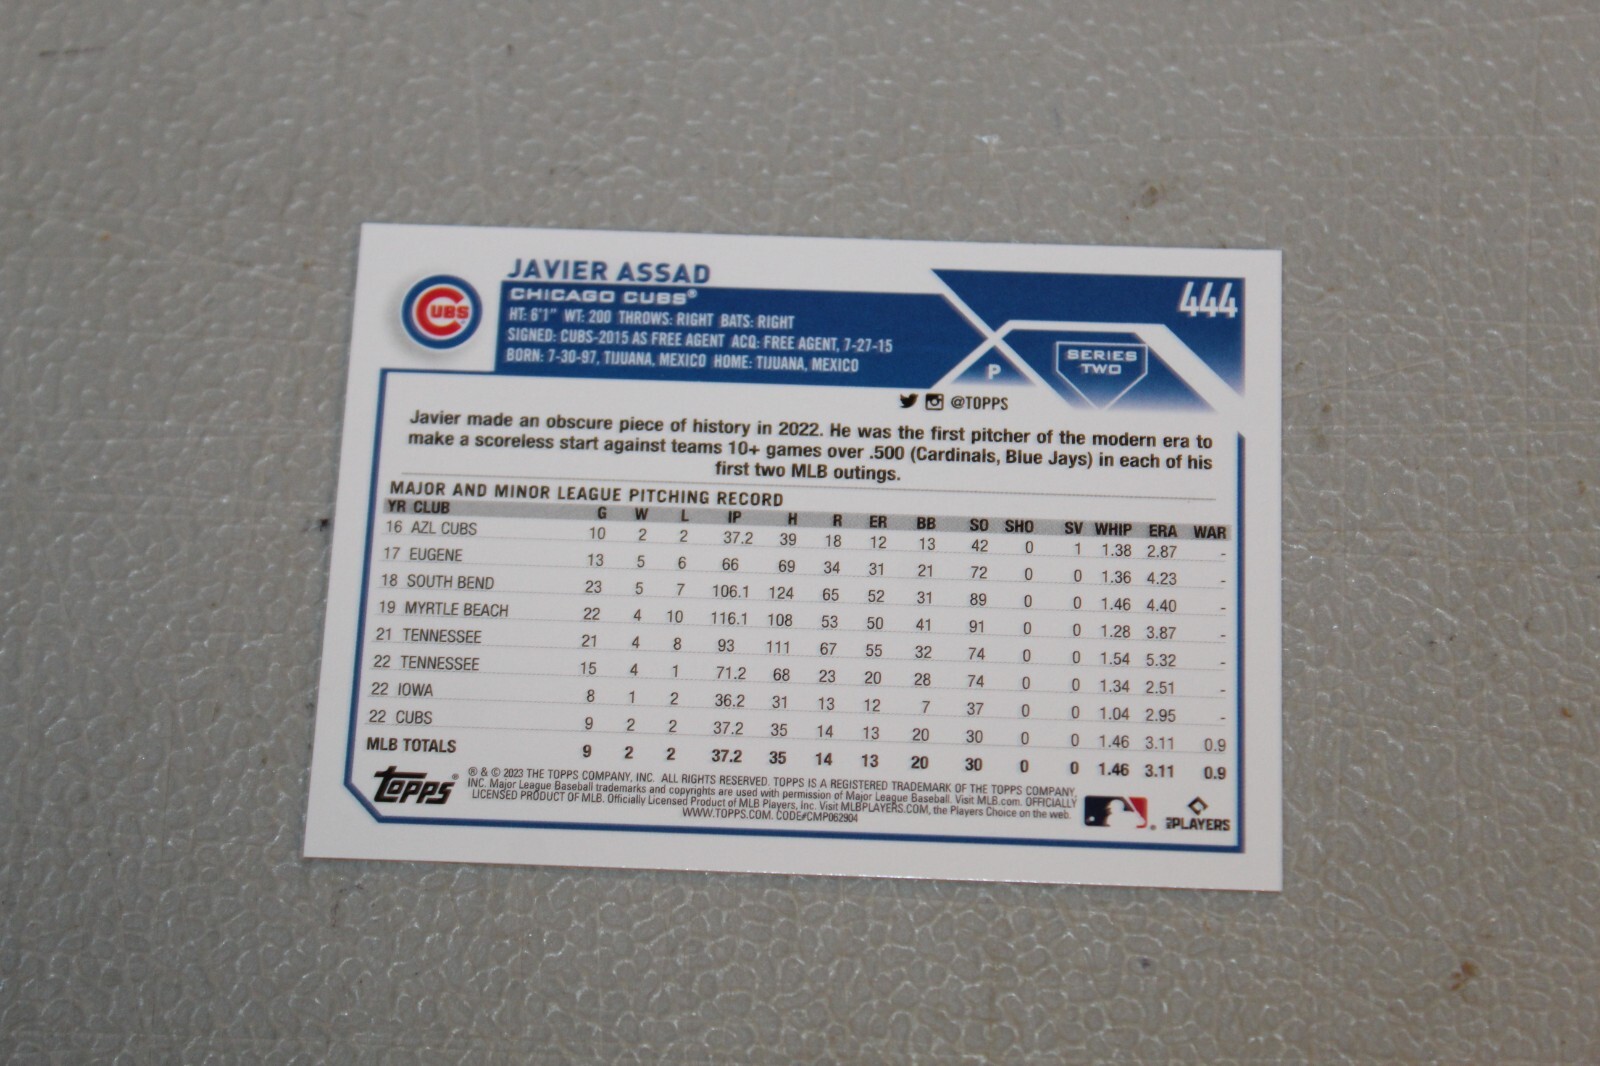 JAVIER ASSAD
444
CUBS
CHICAGO CUBS®
HT: 6'1" WT: 200 THROWS: RIGHT BATS: RIGHT
SIGNED: CUBS-2015 AS FREE AGENT ACQ: FREE AGENT, 7-27-15
BORN: 7-30-97, TIJUANA, MEXICO HOME: TIJUANA, MEXICO
P
SERIES
TWO
@TOPPS
Javier made an obscure piece of history in 2022. He was the first pitcher of the modern era to
make a scoreless start against teams 10+ games over .500 (Cardinals, Blue Jays) in each of his
first two MLB outings.
MAJOR AND MINOR LEAGUE PITCHING RECORD
YR CLUB G W L IP H R ER BB SO SHO SV WHIP ERA WAR
16 AZL CUBS 10 2 2 37.2 39 18 12 13 42 0 1 1.38 2.87 -
17 EUGENE 13 5 6 66 69 34 31 21 72 0 0 1.36 4.23 -
18 SOUTH BEND 23 5 7 106.1 124 65 52 31 89 0 0 1.46 4.40 -
19 MYRTLE BEACH 22 4 10 116.1 108 53 50 41 91 0 0 1.28 3.87 -
21 TENNESSEE 21 4 8 93 111 67 55 32 74 0 0 1.54 5.32 -
22 TENNESSEE 15 4 1 71.2 68 23 20 28 74 0 0 1.34 2.51 -
22 IOWA 8 1 2 36.2 31 13 12 7 37 0 0 1.04 2.95 -
22 CUBS 9 2 2 37.2 35 14 13 20 30 0 0 1.46 3.11 0.9
MLB TOTALS 9 2 2 37.2 35 14 13 20 30 0 0 1.46 3.11 0.9
topps®
® & © 2023 THE TOPPS COMPANY, INC. ALL RIGHTS RESERVED. TOPPS IS A REGISTERED TRADEMARK OF THE TOPPS COMPANY,
INC. Major League Baseball trademarks and copyrights are used with permission of Major League Baseball. Visit MLB.com. OFFICIALLY
LICENSED PRODUCT OF MLB. Officially Licensed Product of MLB Players, Inc. Visit MLBPLAYERS.COM, the Players Choice on the web.
WWW.TOPPS.COM. CODE#CMP062904
MLB PLAYERS